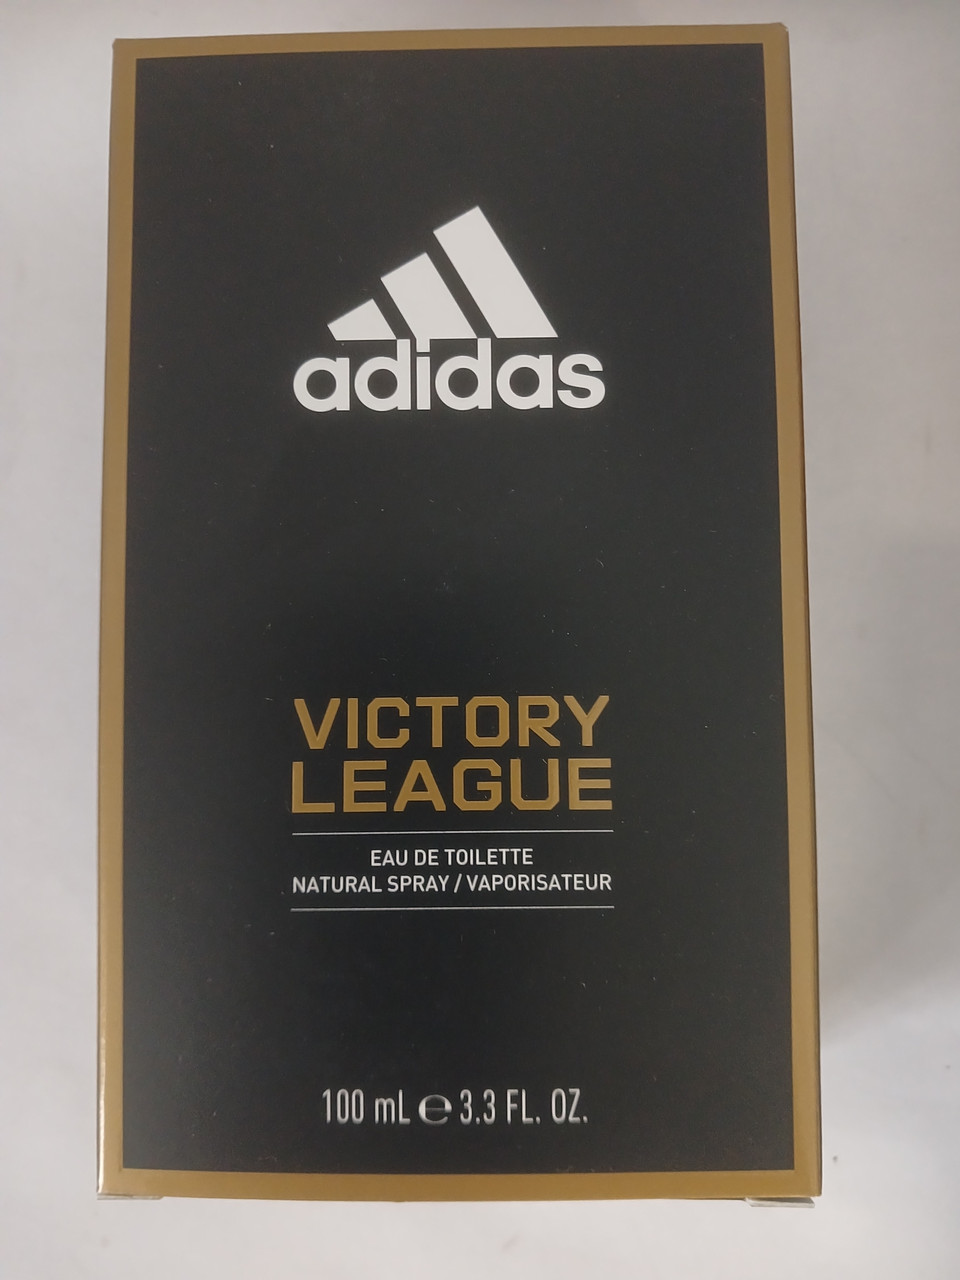 adidas
VICTORY
LEAGUE
EAU DE TOILETTE
NATURAL SPRAY / VAPORISATEUR
100 mL ℮ 3.3 FL. OZ.